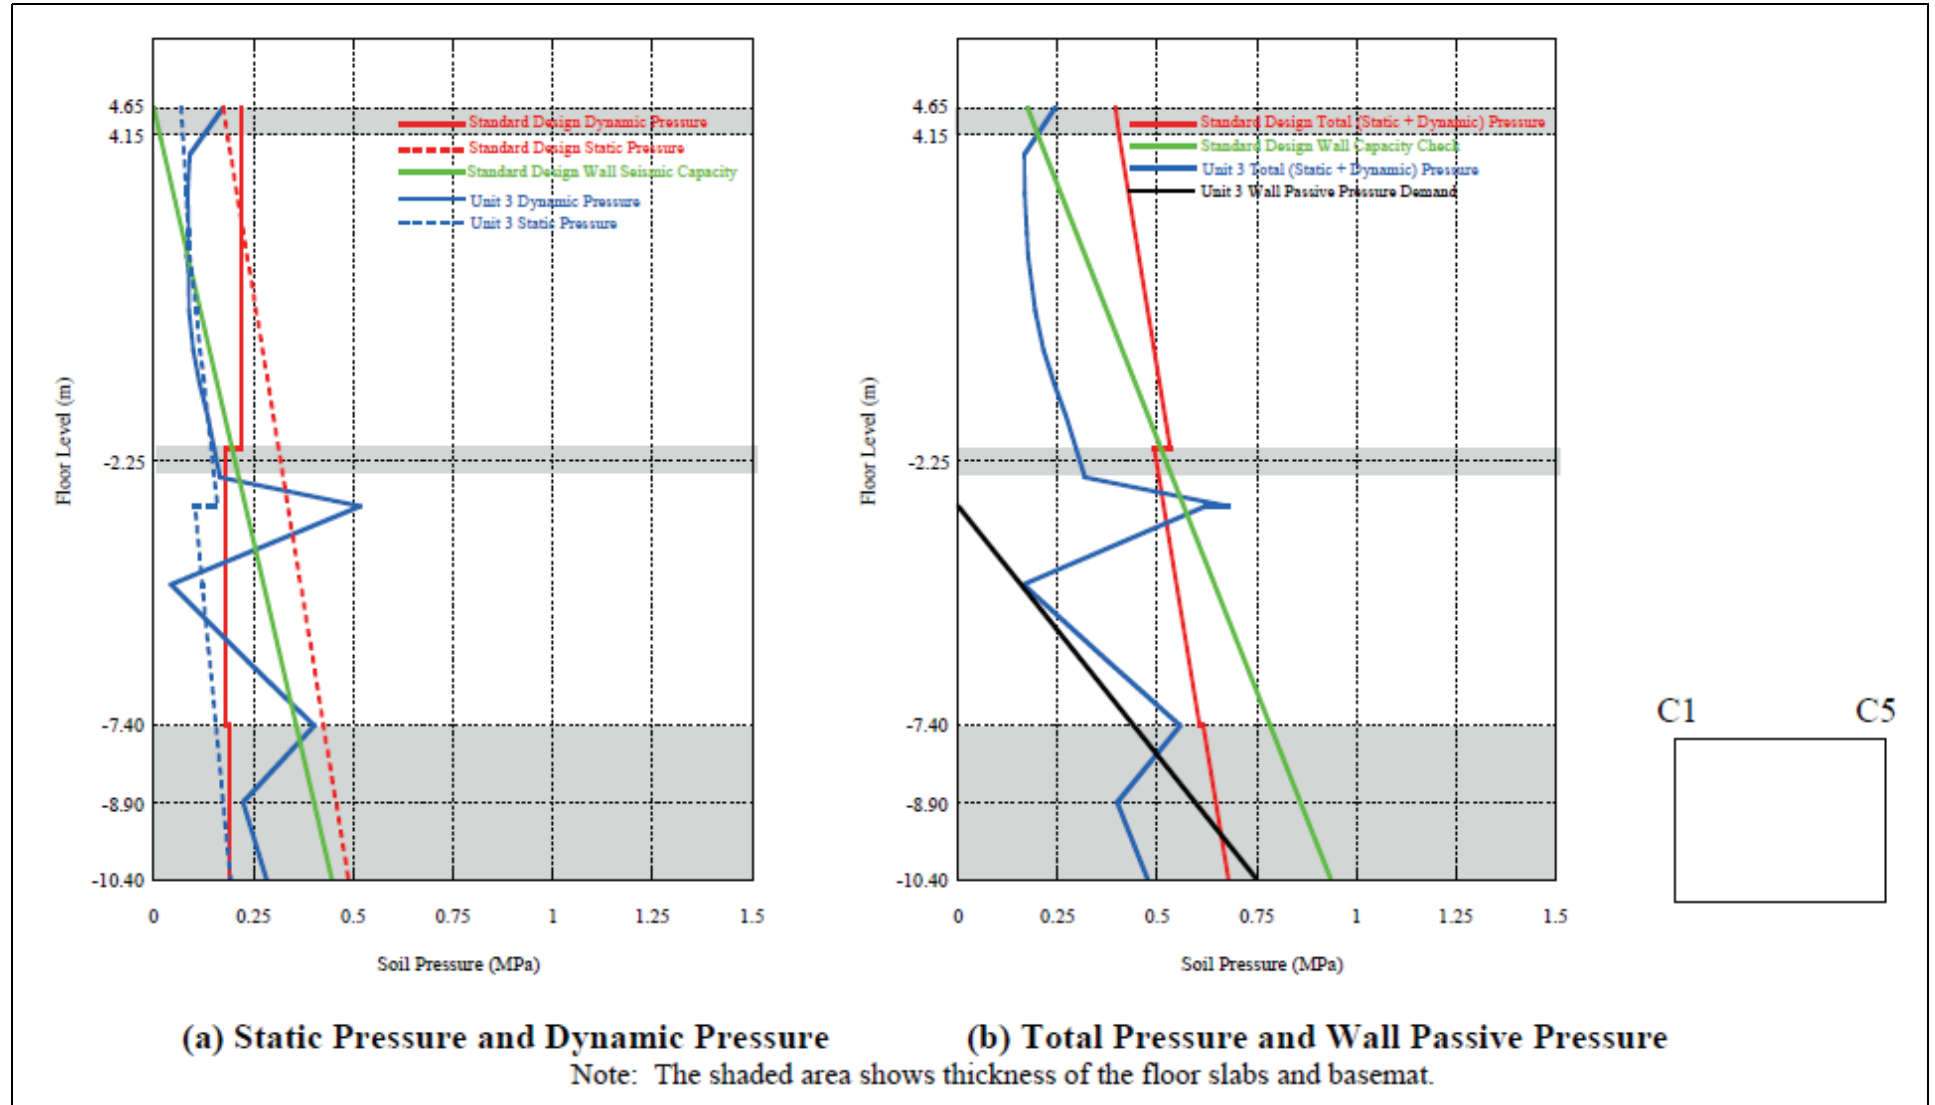 4.65
4.15
-2.25
-7.40
-8.90
-10.40
Floor Level (m)
Standard Design Dynamic Pressure
Standard Design Static Pressure
Standard Design Wall Seismic Capacity
Unit 3 Dynamic Pressure
Unit 3 Static Pressure
0 0.25 0.5 0.75 1 1.25 1.5
Soil Pressure (MPa)
(a) Static Pressure and Dynamic Pressure
4.65
4.15
-2.25
-7.40
-8.90
-10.40
Floor Level (m)
Standard Design Total (Static + Dynamic) Pressure
Standard Design Wall Capacity Check
Unit 3 Total (Static + Dynamic) Pressure
Unit 3 Wall Passive Pressure Demand
0 0.25 0.5 0.75 1 1.25 1.5
Soil Pressure (MPa)
(b) Total Pressure and Wall Passive Pressure
C1 C5
Note: The shaded area shows thickness of the floor slabs and basemat.